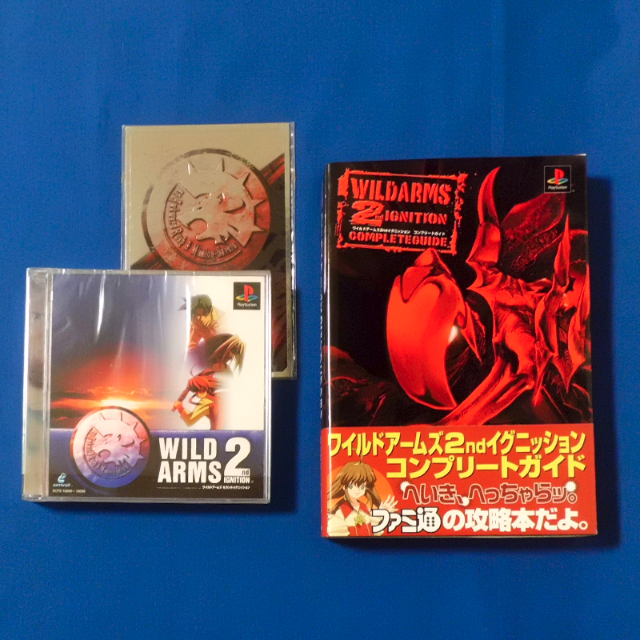 PlayStation
WILD
ARMS 2nd
IGNITION
ワイルドアームズ セカンドイグニッション
contrail
PlayStation
WILDARMS
2nd IGNITION
ワイルドアームズ2ndイグニッション コンプリートガイド
COMPLETEGUIDE
ワイルドアームズ2ndイグニッション
コンプリートガイド
へいき、へっちゃらッ。
ファミ通の攻略本だよ。